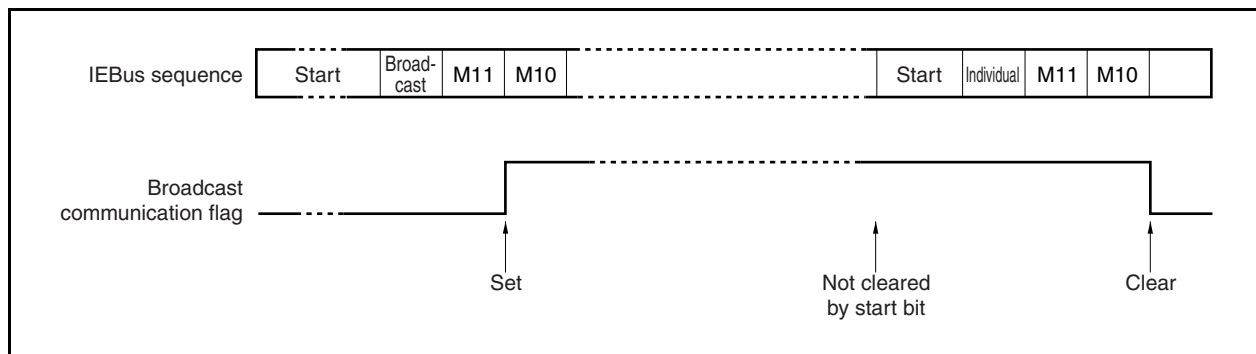 IEBus sequence
Start
Broad-
cast
M11
M10
Start
Individual
M11
M10
Broadcast
communication flag
Set
Not cleared
by start bit
Clear